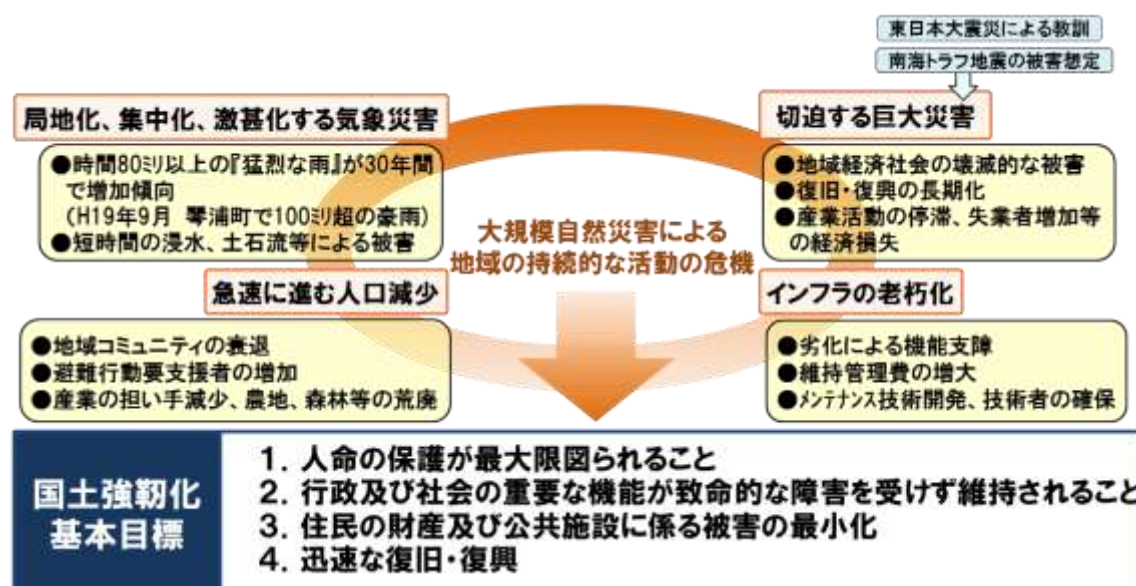 東日本大震災による教訓
南海トラフ地震の被害想定
局地化、集中化、激甚化する気象災害
●時間80ミリ以上の『猛烈な雨』が30年間
で増加傾向
(H19年9月 琴浦町で100ミリ超の豪雨)
●短時間の浸水、土石流等による被害
切迫する巨大災害
●地域経済社会の壊滅的な被害
●復旧・復興の長期化
●産業活動の停滞、失業者増加等
の経済損失
大規模自然災害による
地域の持続的な活動の危機
急速に進む人口減少
●地域コミュニティの衰退
●避難行動要支援者の増加
●産業の担い手減少、農地、森林等の荒廃
インフラの老朽化
●劣化による機能支障
●維持管理費の増大
●メンテナンス技術開発、技術者の確保
国土強靭化
基本目標
1. 人命の保護が最大限図られること
2. 行政及び社会の重要な機能が致命的な障害を受けず維持されること
3. 住民の財産及び公共施設に係る被害の最小化
4. 迅速な復旧・復興